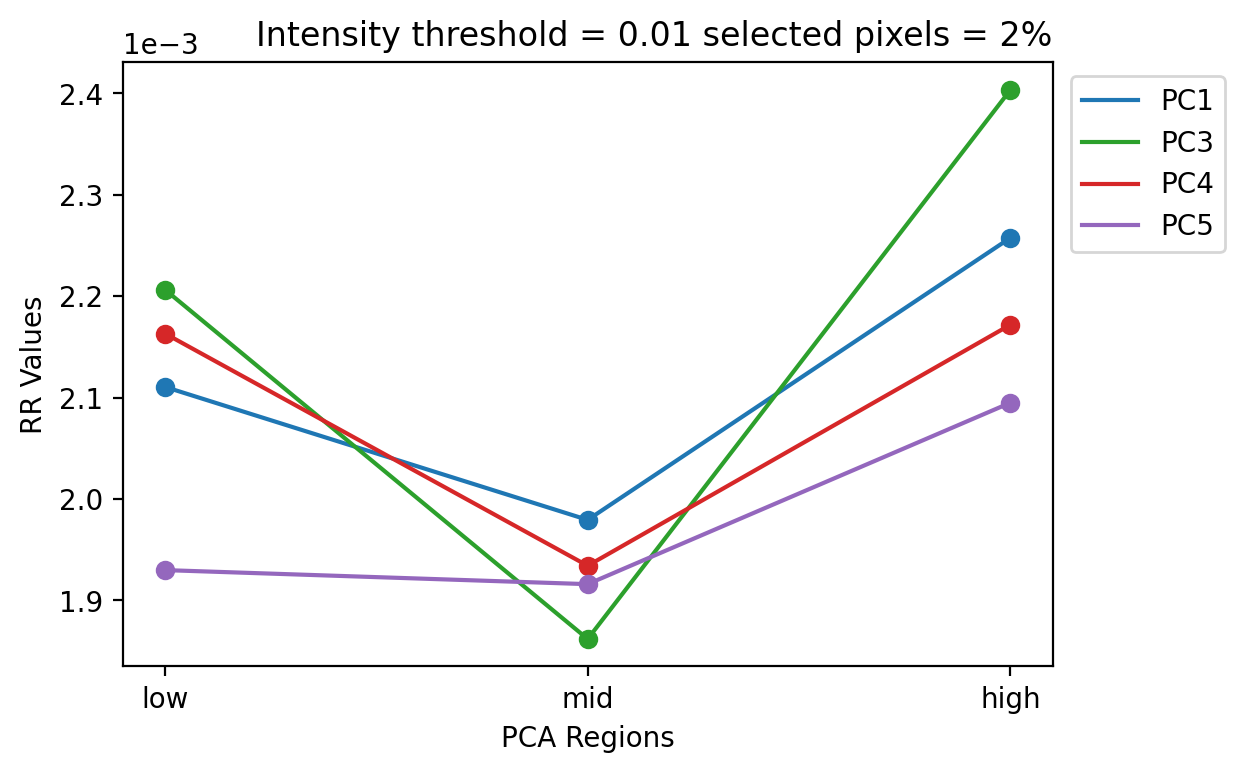 Intensity threshold = 0.01 selected pixels = 2%
1e−3
2.4
2.3
2.2
2.1
2.0
1.9
RR Values
low mid high
PCA Regions
PC1
PC3
PC4
PC5